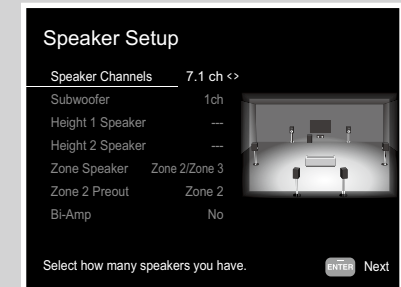 Speaker Setup
Speaker Channels 7.1 ch <>
Subwoofer 1ch
Height 1 Speaker ---
Height 2 Speaker ---
Zone Speaker Zone 2/Zone 3
Zone 2 Preout Zone 2
Bi-Amp No
Select how many speakers you have.
ENTER Next